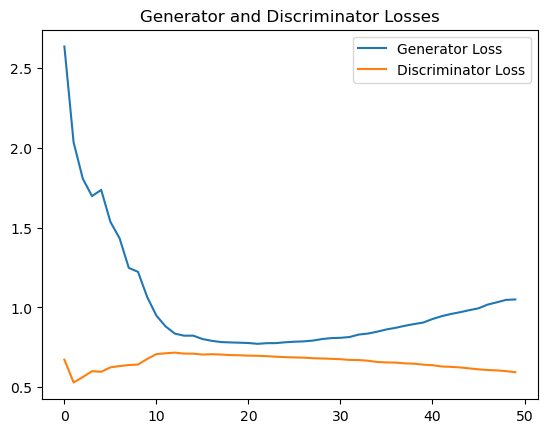 Generator and Discriminator Losses
Generator Loss
Discriminator Loss
2.5
2.0
1.5
1.0
0.5
0 10 20 30 40 50